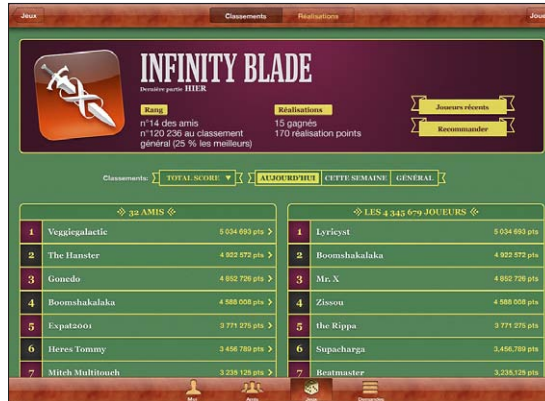 Jeux
Classements
Réalisations
INFINITY BLADE
Dernière partie HIER
Rang
n°14 des amis
n°120 236 au classement
général (25 % les meilleurs)
Réalisations
15 gagnés
170 réalisation points
Joueurs récents
Recommander
Classements:
TOTAL SCORE
AUJOURD'HUI
CETTE SEMAINE
GÉNÉRAL
32 AMIS
1 Veggiegalactic 5 034 693 pts
2 The Hanster 4 922 572 pts
3 Gonedo 4 852 726 pts
4 Boomshakalaka 4 588 008 pts
5 Expat2001 3 771 275 pts
6 Heres Tommy 3 456 789 pts
7 Mitch Multitouch 3 235 125 pts
LES 4 345 679 JOUEURS
1 Lyricyst 5 034 693 pts
2 Boomshakalaka 4 922 572 pts
3 Mr. X 4 852 726 pts
4 Zissou 4 588 008 pts
5 the Rippa 3 771 275 pts
6 Supacharga 3,456,789 pts
7 Beatmaster 3,235,125 pts
Moi
Amis
Jeux
Demandes